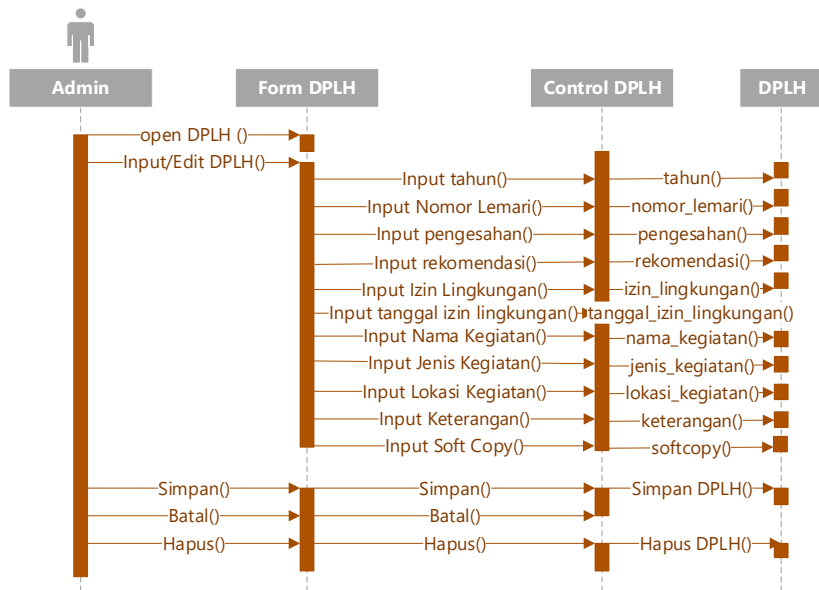 Admin Form DPLH Control DPLH DPLH
open DPLH ()
Input/Edit DPLH()
Input tahun() tahun()
Input Nomor Lemari() nomor_lemari()
Input pengesahan() pengesahan()
Input rekomendasi() rekomendasi()
Input Izin Lingkungan() izin_lingkungan()
Input tanggal izin lingkungan() tanggal_izin_lingkungan()
Input Nama Kegiatan() nama_kegiatan()
Input Jenis Kegiatan() jenis_kegiatan()
Input Lokasi Kegiatan() lokasi_kegiatan()
Input Keterangan() keterangan()
Input Soft Copy() softcopy()
Simpan() Simpan() Simpan DPLH()
Batal() Batal()
Hapus() Hapus() Hapus DPLH()